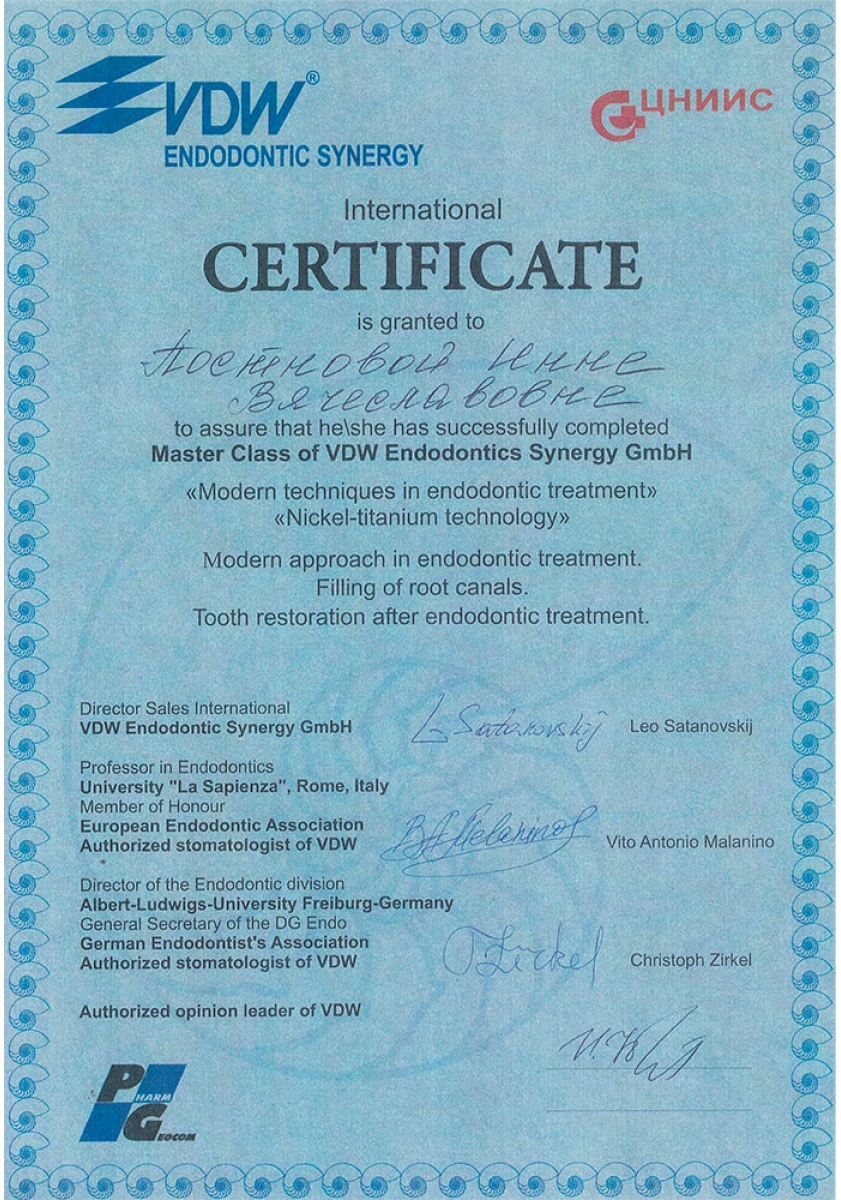 VDW®
ЦНИИС
ENDODONTIC SYNERGY
International
CERTIFICATE
is granted to
Постновой Инне
Вячеславовне
to assure that he\she has successfully completed
Master Class of VDW Endodontics Synergy GmbH
«Modern techniques in endodontic treatment»
«Nickel-titanium technology»
Modern approach in endodontic treatment.
Filling of root canals.
Tooth restoration after endodontic treatment.
Director Sales International
VDW Endodontic Synergy GmbH
L Satanovskij Leo Satanovskij
Professor in Endodontics
University "La Sapienza", Rome, Italy
Member of Honour
European Endodontic Association
Authorized stomatologist of VDW
Vito Antonio Malanino
Director of the Endodontic division
Albert-Ludwigs-University Freiburg-Germany
General Secretary of the DG Endo
German Endodontist's Association
Authorized stomatologist of VDW
Zirkel Christoph Zirkel
Authorized opinion leader of VDW
PHARM
GEOCOM